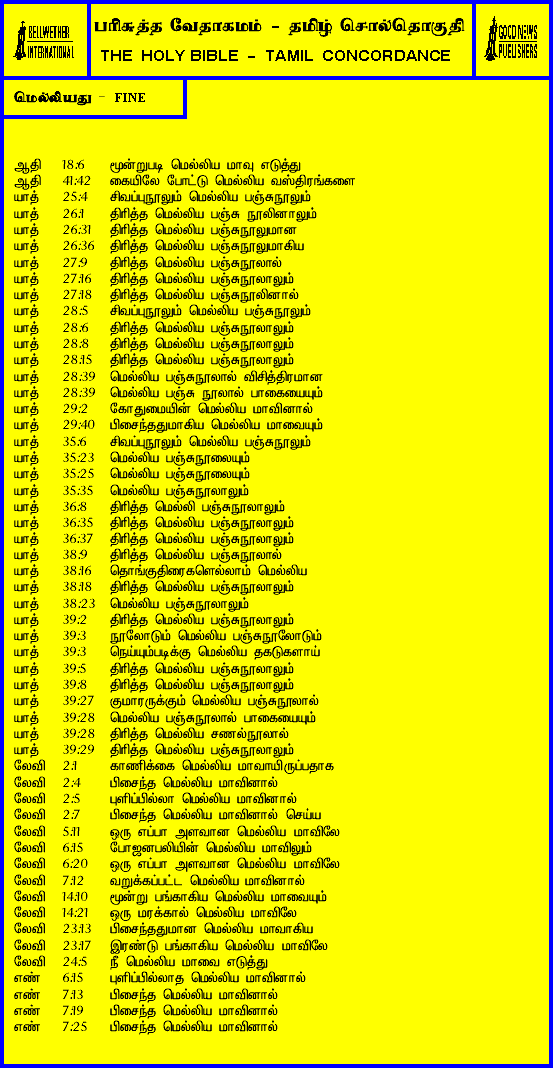 BELLWETHER
INTERNATIONAL
பரிசுத்த வேதாகமம் - தமிழ் சொல்தொகுதி
THE HOLY BIBLE - TAMIL CONCORDANCE
GOOD NEWS
PUBLISHERS
மெல்லியது - FINE
ஆதி 18:6 மூன்றுபடி மெல்லிய மாவு எடுத்து
ஆதி 41:42 கையிலே போட்டு மெல்லிய வஸ்திரங்களை
யாத் 25:4 சிவப்புநூலும் மெல்லிய பஞ்சுநூலும்
யாத் 26:1 திரித்த மெல்லிய பஞ்சு நூலினாலும்
யாத் 26:31 திரித்த மெல்லிய பஞ்சுநூலுமான
யாத் 26:36 திரித்த மெல்லிய பஞ்சுநூலுமாகிய
யாத் 27:9 திரித்த மெல்லிய பஞ்சுநூலால்
யாத் 27:16 திரித்த மெல்லிய பஞ்சுநூலாலும்
யாத் 27:18 திரித்த மெல்லிய பஞ்சுநூலினால்
யாத் 28:5 சிவப்புநூலும் மெல்லிய பஞ்சுநூலும்
யாத் 28:6 திரித்த மெல்லிய பஞ்சுநூலாலும்
யாத் 28:8 திரித்த மெல்லிய பஞ்சுநூலாலும்
யாத் 28:15 திரித்த மெல்லிய பஞ்சுநூலாலும்
யாத் 28:39 மெல்லிய பஞ்சுநூலால் விசித்திரமான
யாத் 28:39 மெல்லிய பஞ்சு நூலால் பாகையையும்
யாத் 29:2 கோதுமையின் மெல்லிய மாவினால்
யாத் 29:40 பிசைந்ததுமாகிய மெல்லிய மாவையும்
யாத் 35:6 சிவப்புநூலும் மெல்லிய பஞ்சுநூலும்
யாத் 35:23 மெல்லிய பஞ்சுநூலையும்
யாத் 35:25 மெல்லிய பஞ்சுநூலையும்
யாத் 35:35 மெல்லிய பஞ்சுநூலாலும்
யாத் 36:8 திரித்த மெல்லி பஞ்சுநூலாலும்
யாத் 36:35 திரித்த மெல்லிய பஞ்சுநூலாலும்
யாத் 36:37 திரித்த மெல்லிய பஞ்சுநூலாலும்
யாத் 38:9 திரித்த மெல்லிய பஞ்சுநூலால்
யாத் 38:16 தொங்குதிரைகளெல்லாம் மெல்லிய
யாத் 38:18 திரித்த மெல்லிய பஞ்சுநூலாலும்
யாத் 38:23 மெல்லிய பஞ்சுநூலாலும்
யாத் 39:2 திரித்த மெல்லிய பஞ்சுநூலாலும்
யாத் 39:3 நூலோடும் மெல்லிய பஞ்சுநூலோடும்
யாத் 39:3 நெய்யும்படிக்கு மெல்லிய தகடுகளாய்
யாத் 39:5 திரித்த மெல்லிய பஞ்சுநூலாலும்
யாத் 39:8 திரித்த மெல்லிய பஞ்சுநூலாலும்
யாத் 39:27 குமாரருக்கும் மெல்லிய பஞ்சுநூலால்
யாத் 39:28 மெல்லிய பஞ்சுநூலால் பாகையையும்
யாத் 39:28 திரித்த மெல்லிய சணல்நூலால்
யாத் 39:29 திரித்த மெல்லிய பஞ்சுநூலாலும்
லேவி 2:1 காணிக்கை மெல்லிய மாவாயிருப்பதாக
லேவி 2:4 பிசைந்த மெல்லிய மாவினால்
லேவி 2:5 புளிப்பில்லா மெல்லிய மாவினால்
லேவி 2:7 பிசைந்த மெல்லிய மாவினால் செய்ய
லேவி 5:11 ஒரு எப்பா அளவான மெல்லிய மாவிலே
லேவி 6:15 போஜனபலியின் மெல்லிய மாவிலும்
லேவி 6:20 ஒரு எப்பா அளவான மெல்லிய மாவிலே
லேவி 7:12 வறுக்கப்பட்ட மெல்லிய மாவினால்
லேவி 14:10 மூன்று பங்காகிய மெல்லிய மாவையும்
லேவி 14:21 ஒரு மரக்கால் மெல்லிய மாவிலே
லேவி 23:13 பிசைந்ததுமான மெல்லிய மாவாகிய
லேவி 23:17 இரண்டு பங்காகிய மெல்லிய மாவிலே
லேவி 24:5 நீ மெல்லிய மாவை எடுத்து
எண் 6:15 புளிப்பில்லாத மெல்லிய மாவினால்
எண் 7:13 பிசைந்த மெல்லிய மாவினால்
எண் 7:19 பிசைந்த மெல்லிய மாவினால்
எண் 7:25 பிசைந்த மெல்லிய மாவினால்